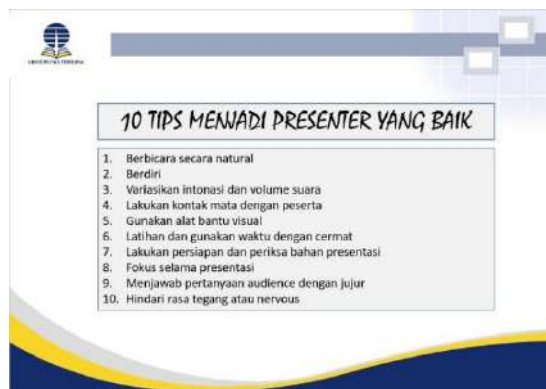 UNIVERSITAS TERBUKA
10 TIPS MENJADI PRESENTER YANG BAIK
1. Berbicara secara natural
2. Berdiri
3. Variasikan intonasi dan volume suara
4. Lakukan kontak mata dengan peserta
5. Gunakan alat bantu visual
6. Latihan dan gunakan waktu dengan cermat
7. Lakukan persiapan dan periksa bahan presentasi
8. Fokus selama presentasi
9. Menjawab pertanyaan audience dengan jujur
10. Hindari rasa tegang atau nervous